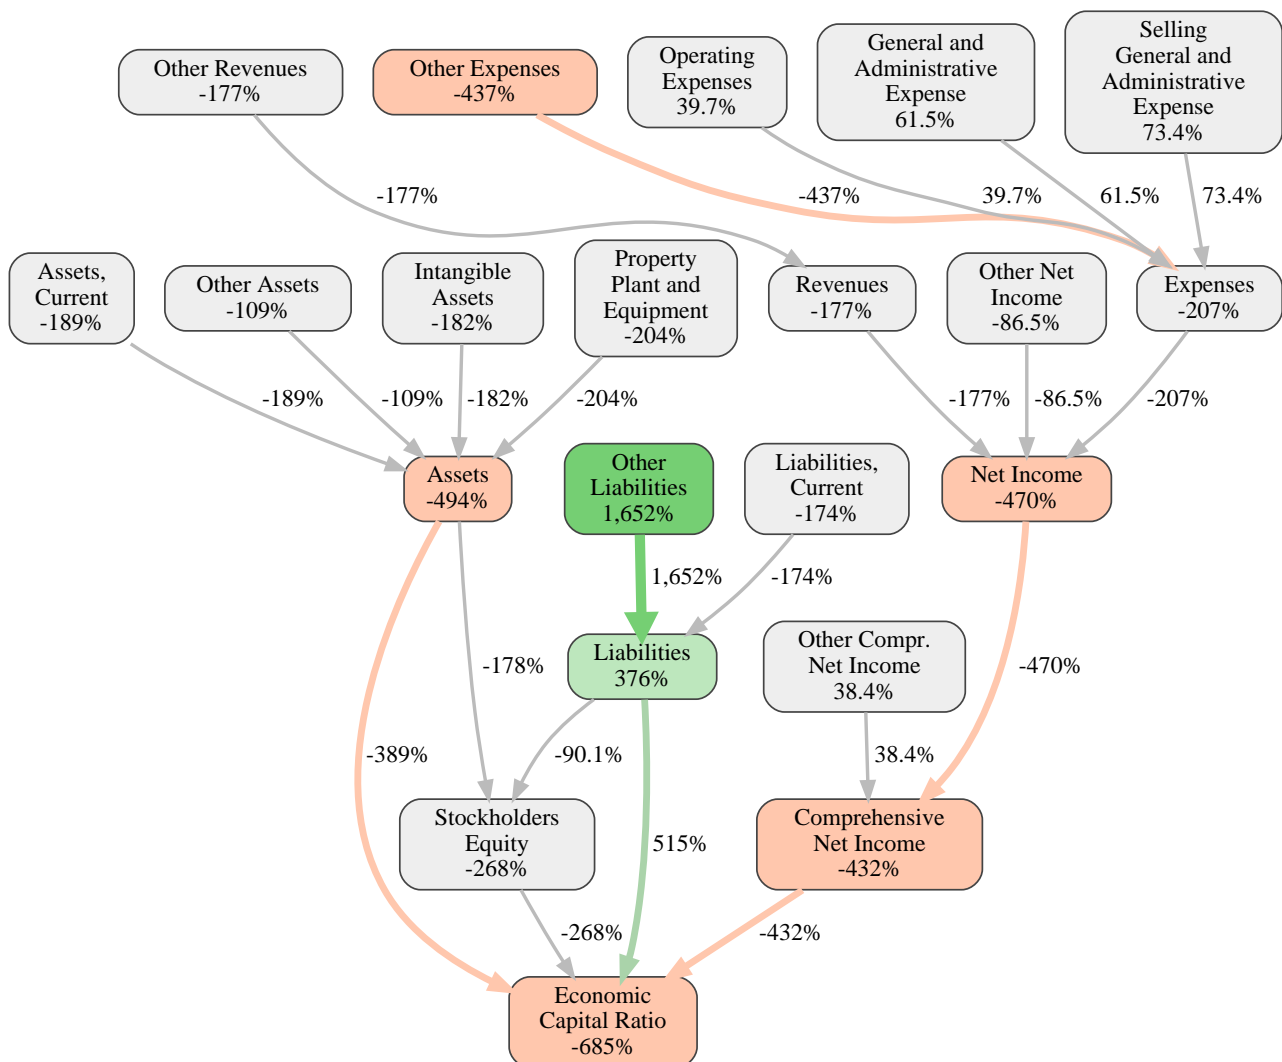 Other Revenues
-177%
Other Expenses
-437%
Operating
Expenses
39.7%
General and
Administrative
Expense
61.5%
Selling
General and
Administrative
Expense
73.4%
-177%
-437%
39.7%
61.5%
73.4%
Assets,
Current
-189%
Other Assets
-109%
Intangible
Assets
-182%
Property
Plant and
Equipment
-204%
Revenues
-177%
Other Net
Income
-86.5%
Expenses
-207%
-189%
-109%
-182%
-204%
-177%
-86.5%
-207%
Assets
-494%
Other
Liabilities
1,652%
Liabilities,
Current
-174%
Net Income
-470%
1,652%
-174%
-178%
Liabilities
376%
Other Compr.
Net Income
38.4%
-470%
-389%
-90.1%
38.4%
Stockholders
Equity
-268%
515%
Comprehensive
Net Income
-432%
-268%
-432%
Economic
Capital Ratio
-685%